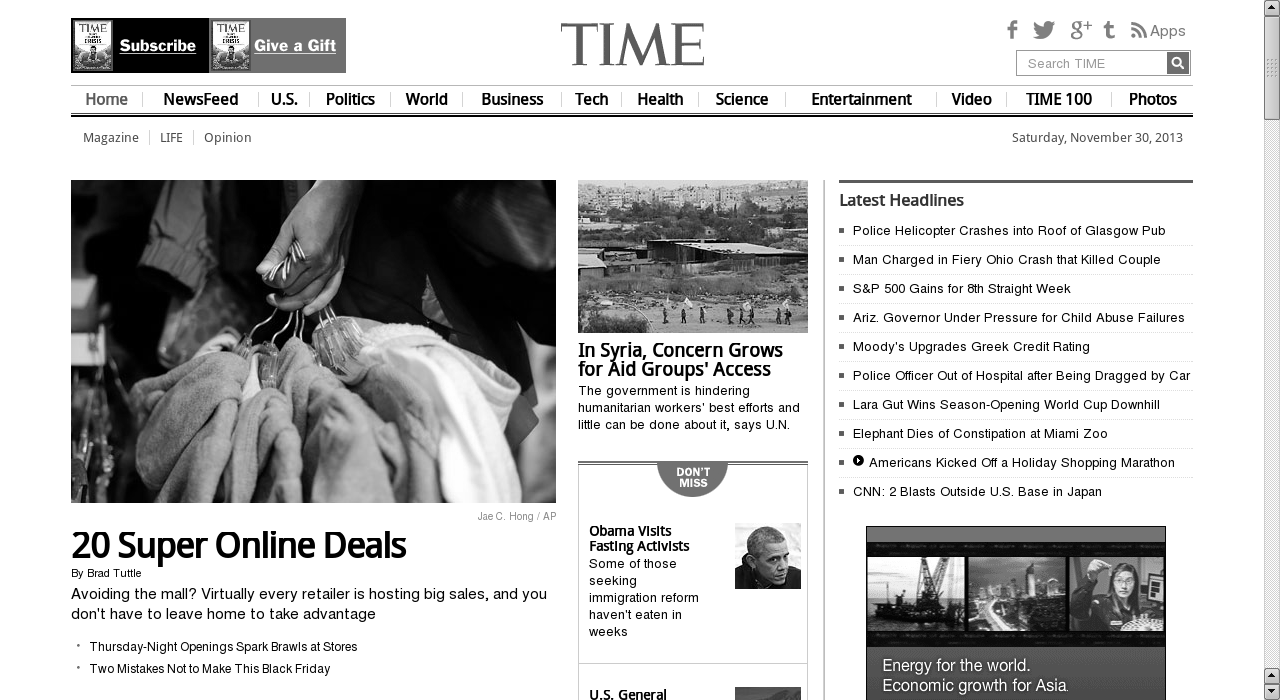 TIME
TIME
Subscribe
Give a Gift
TIME
Apps
Search TIME
Home
NewsFeed
U.S.
Politics
World
Business
Tech
Health
Science
Entertainment
Video
TIME 100
Photos
Magazine
LIFE
Opinion
Saturday, November 30, 2013
Jae C. Hong / AP
20 Super Online Deals
By Brad Tuttle
Avoiding the mall? Virtually every retailer is hosting big sales, and you
don't have to leave home to take advantage
Thursday-Night Openings Spark Brawls at Stores
Two Mistakes Not to Make This Black Friday
In Syria, Concern Grows
for Aid Groups' Access
The government is hindering
humanitarian workers' best efforts and
little can be done about it, says U.N.
DON'T
MISS
Obama Visits
Fasting Activists
Some of those
seeking
immigration reform
haven't eaten in
weeks
U.S. General
Latest Headlines
Police Helicopter Crashes into Roof of Glasgow Pub
Man Charged in Fiery Ohio Crash that Killed Couple
S&P 500 Gains for 8th Straight Week
Ariz. Governor Under Pressure for Child Abuse Failures
Moody's Upgrades Greek Credit Rating
Police Officer Out of Hospital after Being Dragged by Car
Lara Gut Wins Season-Opening World Cup Downhill
Elephant Dies of Constipation at Miami Zoo
Americans Kicked Off a Holiday Shopping Marathon
CNN: 2 Blasts Outside U.S. Base in Japan
Energy for the world.
Economic growth for Asia.